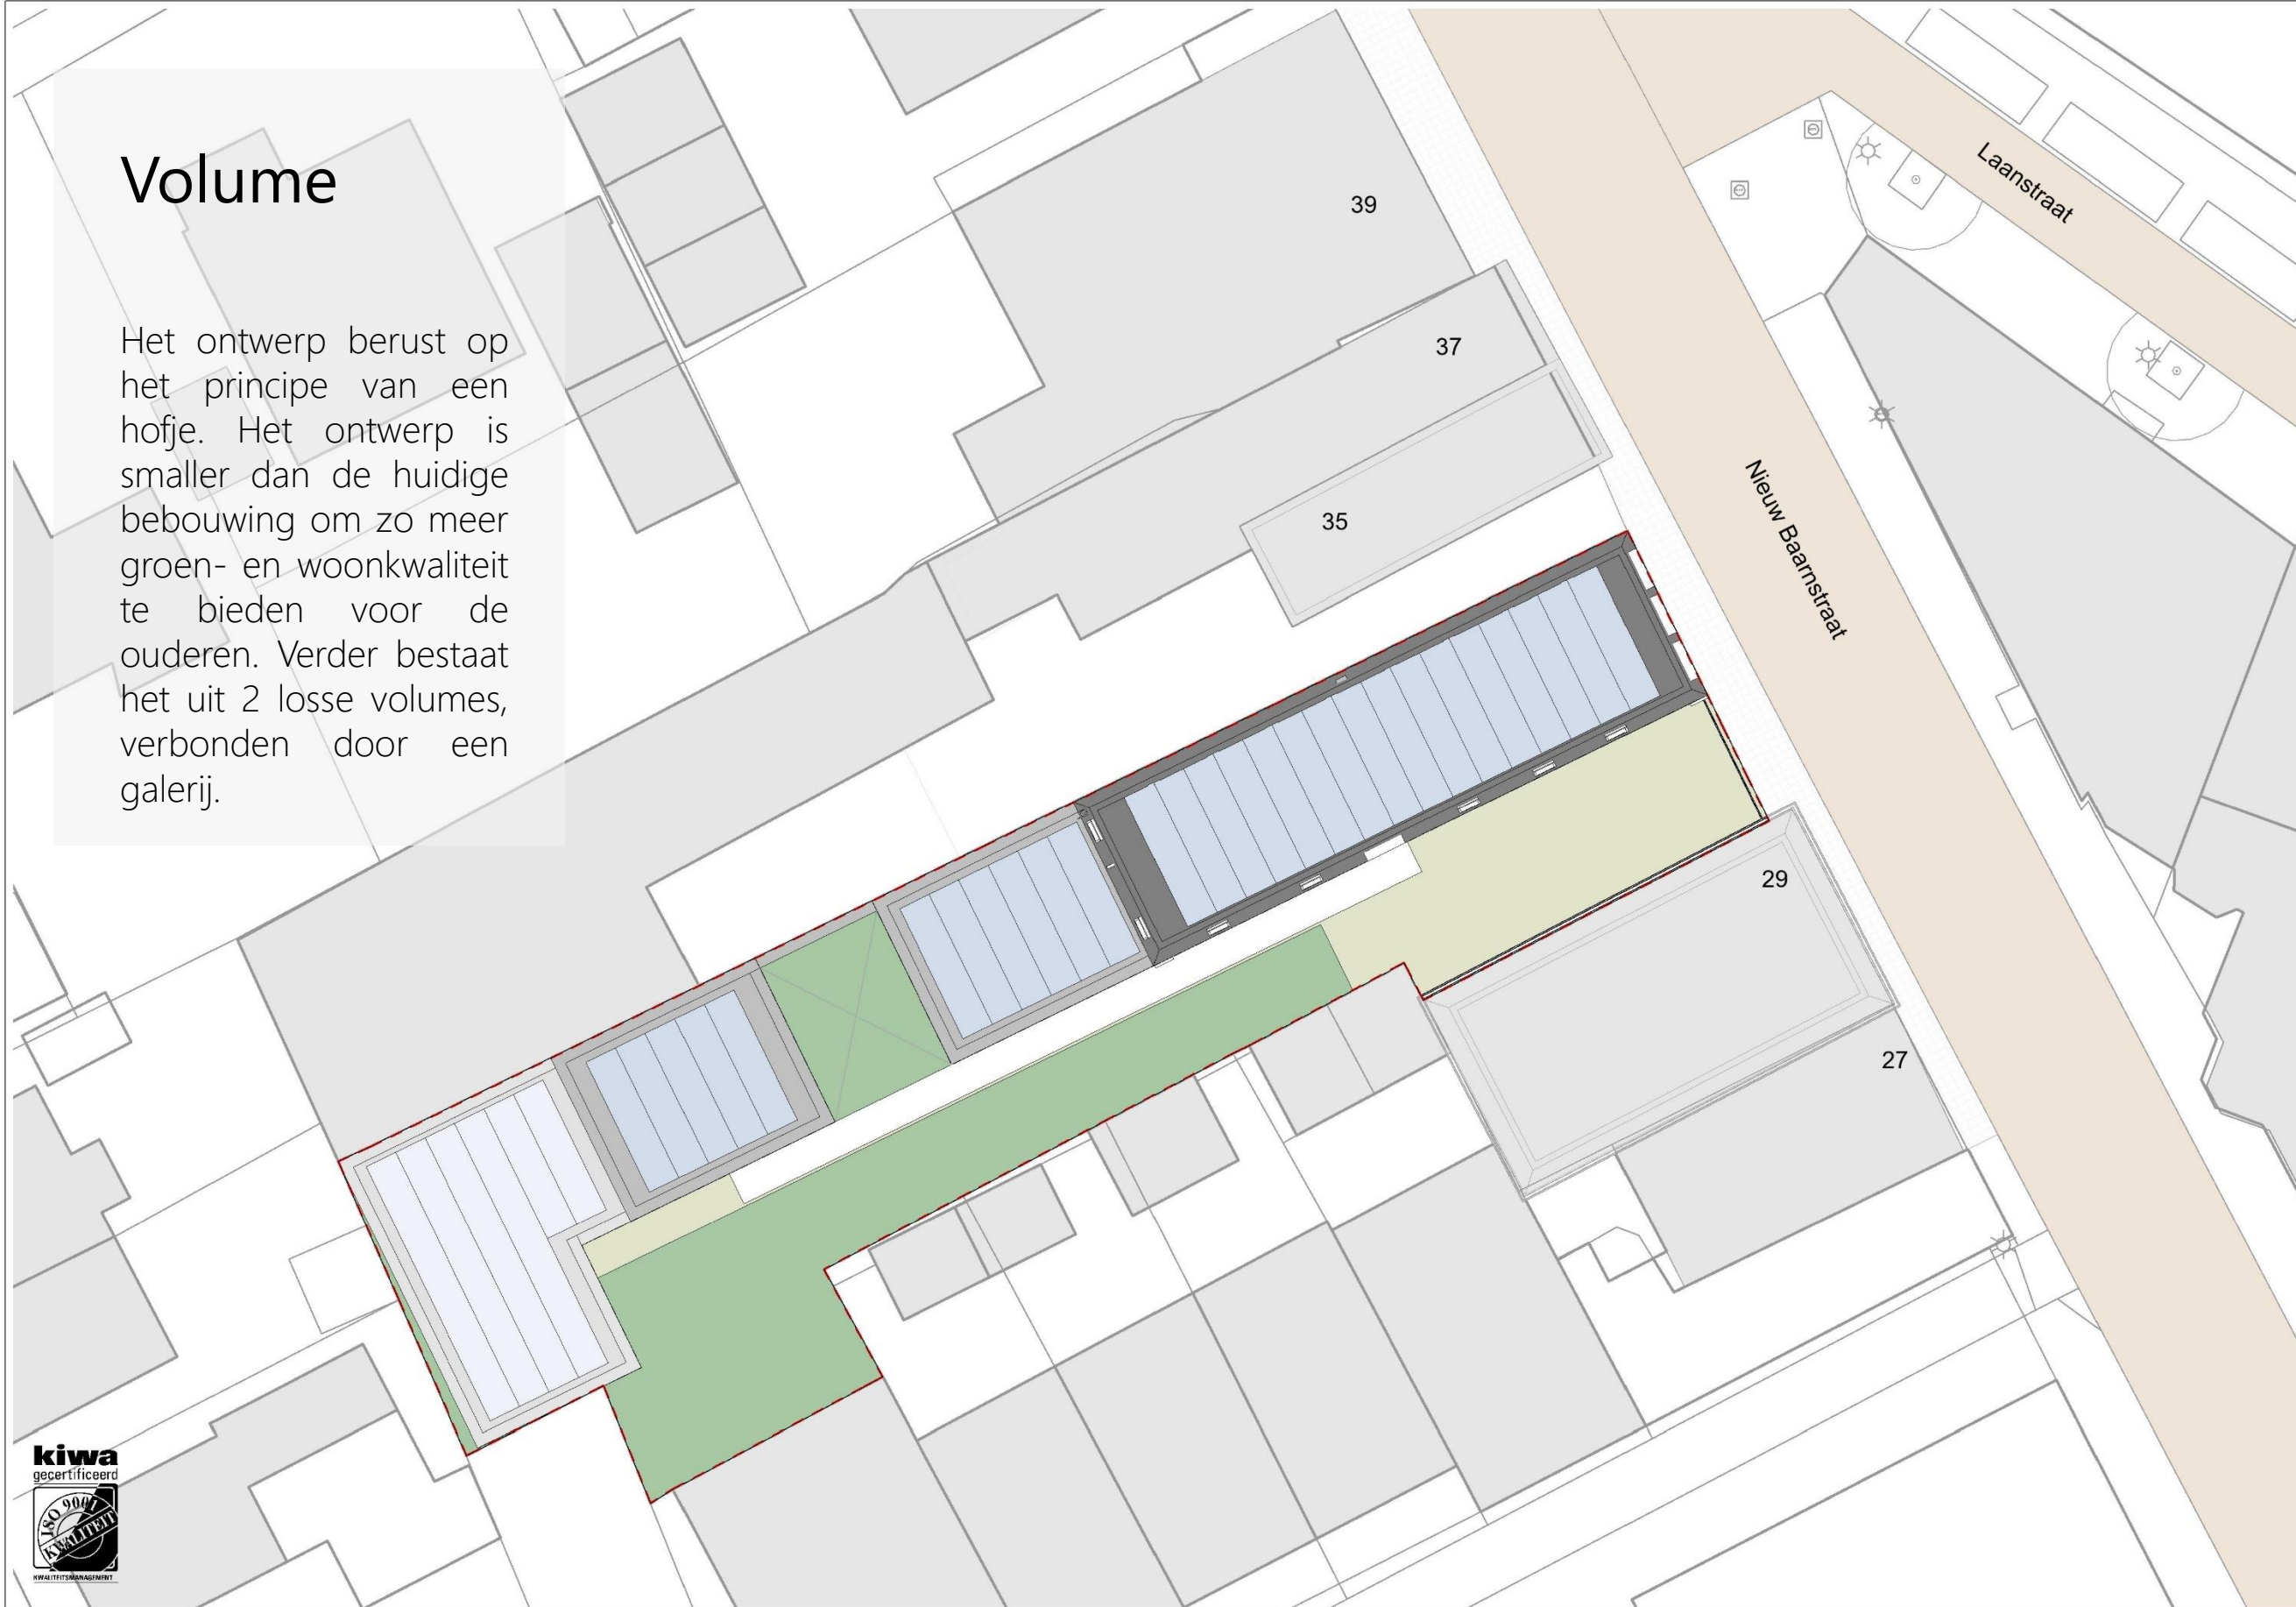 Volume
Het ontwerp berust op
het principe van een
hofje. Het ontwerp is
smaller dan de huidige
bebouwing om zo meer
groen- en woonkwaliteit
te bieden voor de
ouderen. Verder bestaat
het uit 2 losse volumes,
verbonden door een
galerij.
39
37
35
29
27
Laanstraat
Nieuw Baarnstraat
kiwa
gecertificeerd
ISO 9001
KWALITEIT
KWALITEITSMANAGEMENT